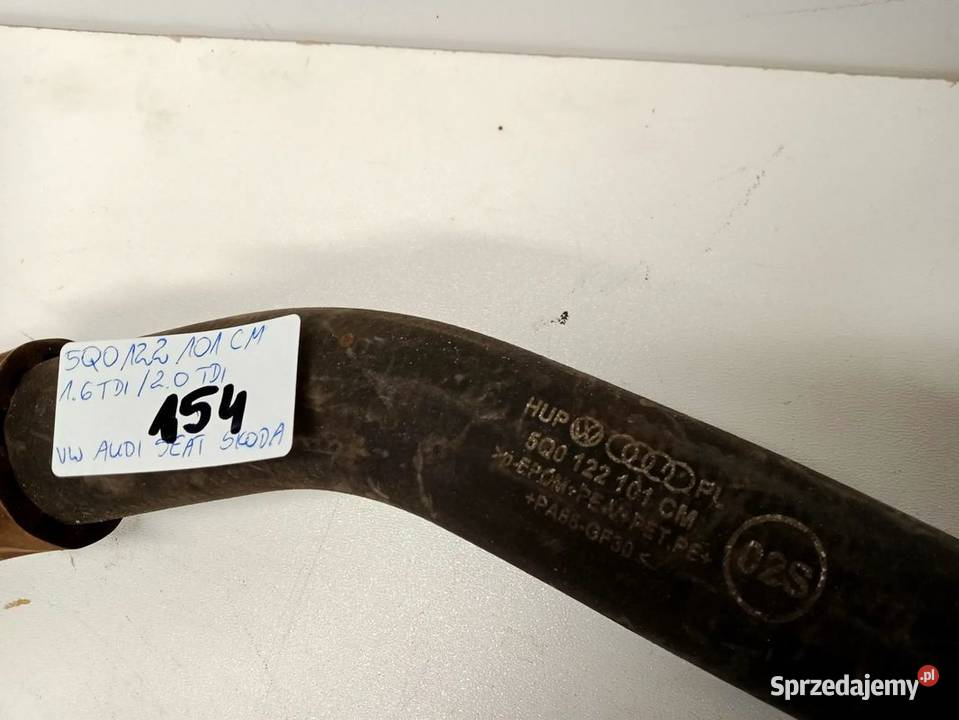 5Q0 122 101 CM
1.6 TDI / 2.0 TDI
154
VW AUDI SEAT SKODA
HUP PL
5Q0 122 101 CM
+PA66-GF30<
02S
Sprzedajemy.pl